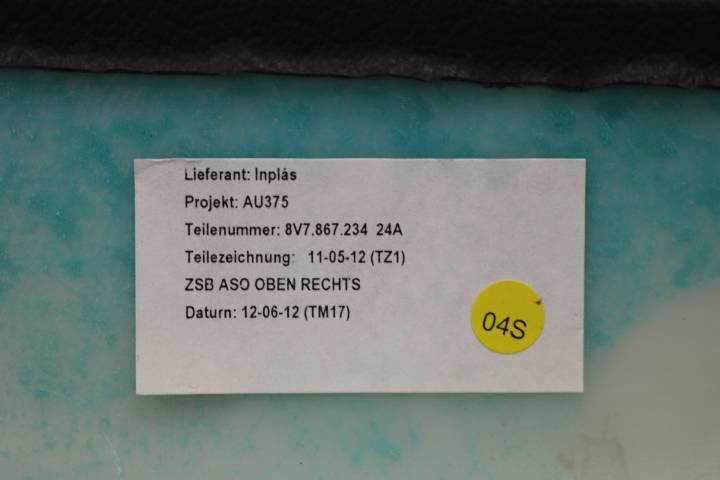 Lieferant: Inplás
Projekt: AU375
Teilenummer: 8V7.867.234 24A
Teilezeichnung: 11-05-12 (TZ1)
ZSB ASO OBEN RECHTS
Daturn: 12-06-12 (TM17)
04S